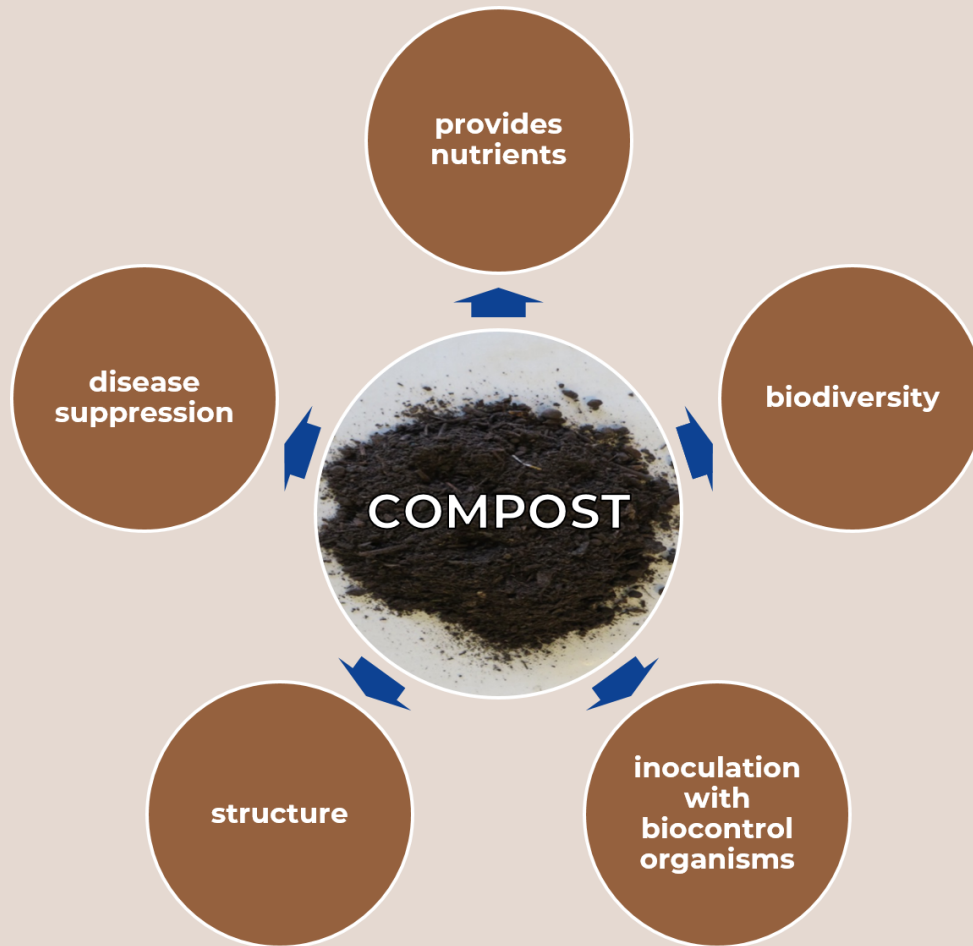 provides
nutrients
disease
suppression
biodiversity
COMPOST
structure
inoculation
with
biocontrol
organisms